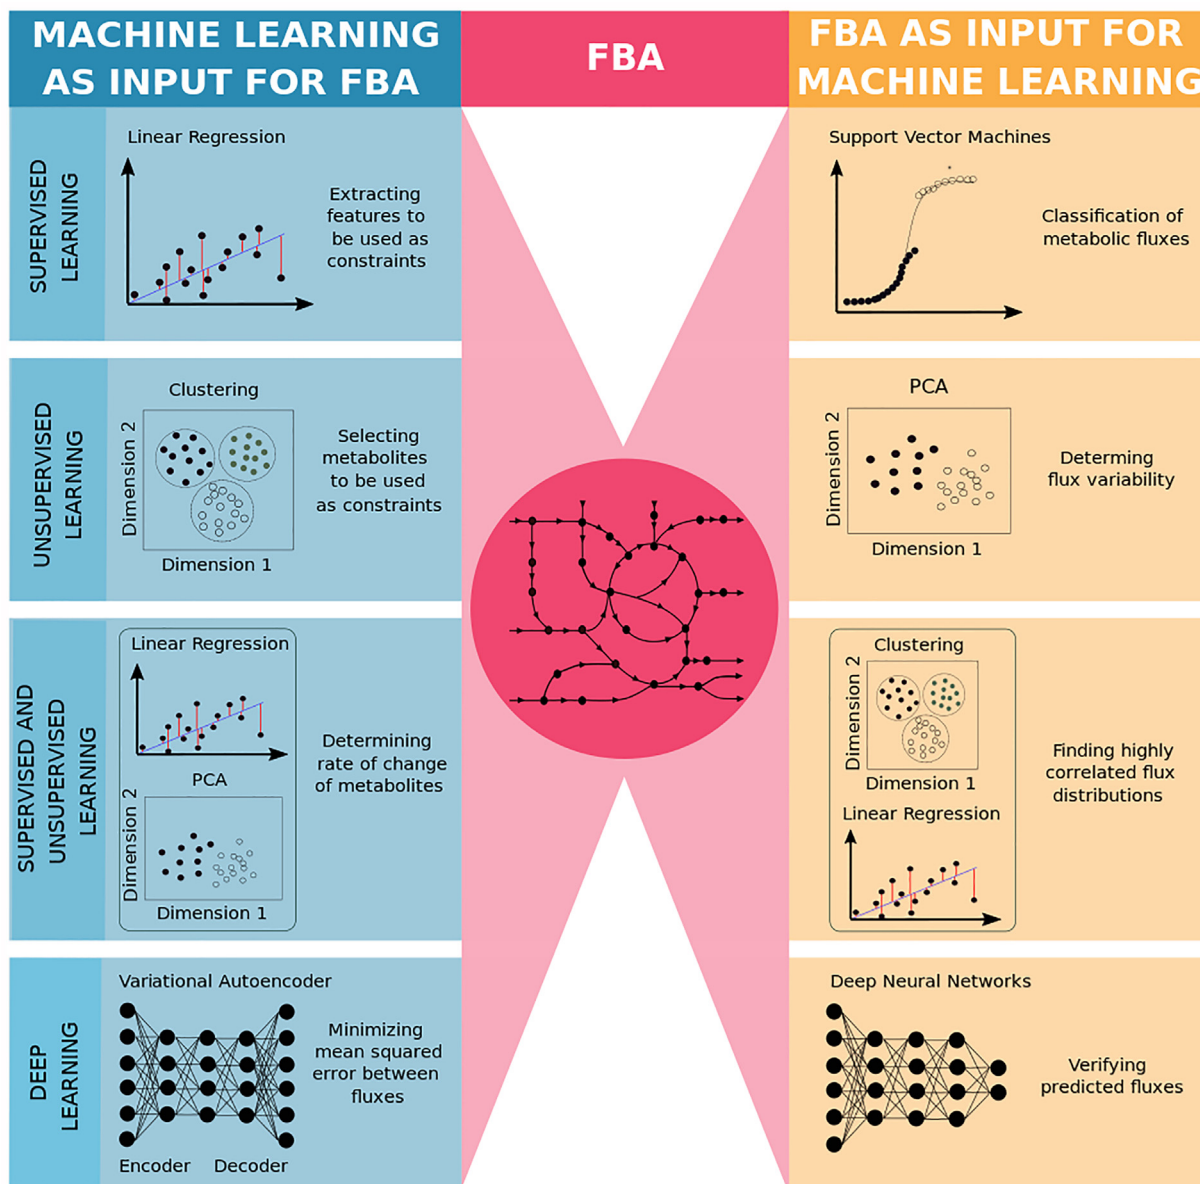 MACHINE LEARNING
AS INPUT FOR FBA
FBA
FBA AS INPUT FOR
MACHINE LEARNING
SUPERVISED
LEARNING
Linear Regression
Extracting
features to
be used as
constraints
Support Vector Machines
Classification of
metabolic fluxes
UNSUPERVISED
LEARNING
Clustering
Dimension 2
Dimension 1
Selecting
metabolites
to be used
as constraints
PCA
Dimension 2
Dimension 1
Determing
flux variability
SUPERVISED AND
UNSUPERVISED
LEARNING
Linear Regression
PCA
Dimension 2
Dimension 1
Determining
rate of change
of metabolites
Clustering
Dimension 2
Dimension 1
Linear Regression
Finding highly
correlated flux
distributions
DEEP
LEARNING
Variational Autoencoder
Encoder Decoder
Minimizing
mean squared
error between
fluxes
Deep Neural Networks
Verifying
predicted fluxes